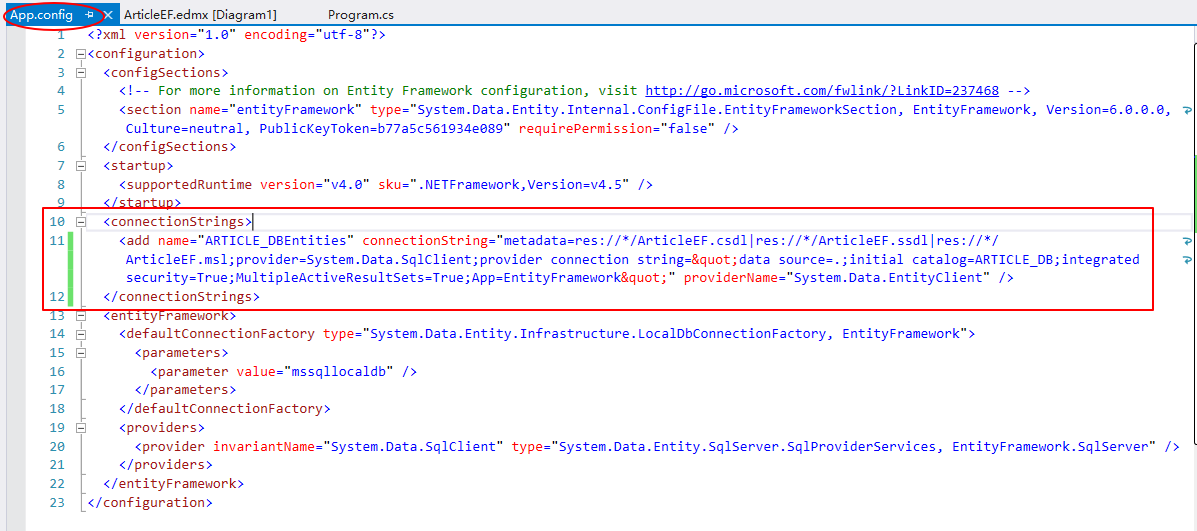 App.config ArticleEF.edmx [Diagram1] Program.cs
1 <?xml version="1.0" encoding="utf-8"?>
2 <configuration>
3 <configSections>
4 <!-- For more information on Entity Framework configuration, visit http://go.microsoft.com/fwlink/?LinkID=237468 -->
5 <section name="entityFramework" type="System.Data.Entity.Internal.ConfigFile.EntityFrameworkSection, EntityFramework, Version=6.0.0.0,
Culture=neutral, PublicKeyToken=b77a5c561934e089" requirePermission="false" />
6 </configSections>
7 <startup>
8 <supportedRuntime version="v4.0" sku=".NETFramework,Version=v4.5" />
9 </startup>
10 <connectionStrings>
11 <add name="ARTICLE_DBEntities" connectionString="metadata=res://*/ArticleEF.csdl|res://*/ArticleEF.ssdl|res://*/
ArticleEF.msl;provider=System.Data.SqlClient;provider connection string=&quot;data source=.;initial catalog=ARTICLE_DB;integrated
security=True;MultipleActiveResultSets=True;App=EntityFramework&quot;" providerName="System.Data.EntityClient" />
12 </connectionStrings>
13 <entityFramework>
14 <defaultConnectionFactory type="System.Data.Entity.Infrastructure.LocalDbConnectionFactory, EntityFramework">
15 <parameters>
16 <parameter value="mssqllocaldb" />
17 </parameters>
18 </defaultConnectionFactory>
19 <providers>
20 <provider invariantName="System.Data.SqlClient" type="System.Data.Entity.SqlServer.SqlProviderServices, EntityFramework.SqlServer" />
21 </providers>
22 </entityFramework>
23 </configuration>